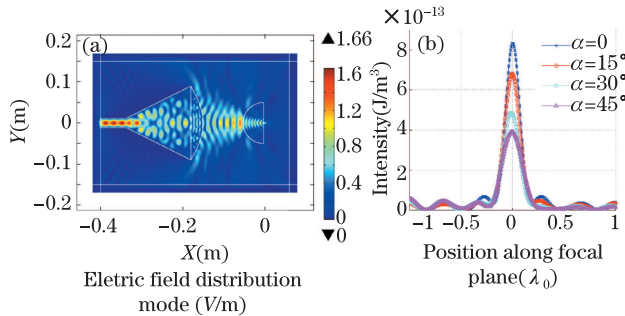 (a)
Y(m)
0.2
0.1
0
−0.1
−0.2
−0.4
−0.2
0
X(m)
Eletric field distribution
mode (V/m)
▲1.66
1.6
1.2
0.8
0.4
0
▼0
×10⁻¹³
(b)
α=0
α=15°
α=30°
α=45°
Intensity(J/m³)
8
6
4
2
0
−1
−0.5
0
0.5
1
Position along focal
plane(λ₀)